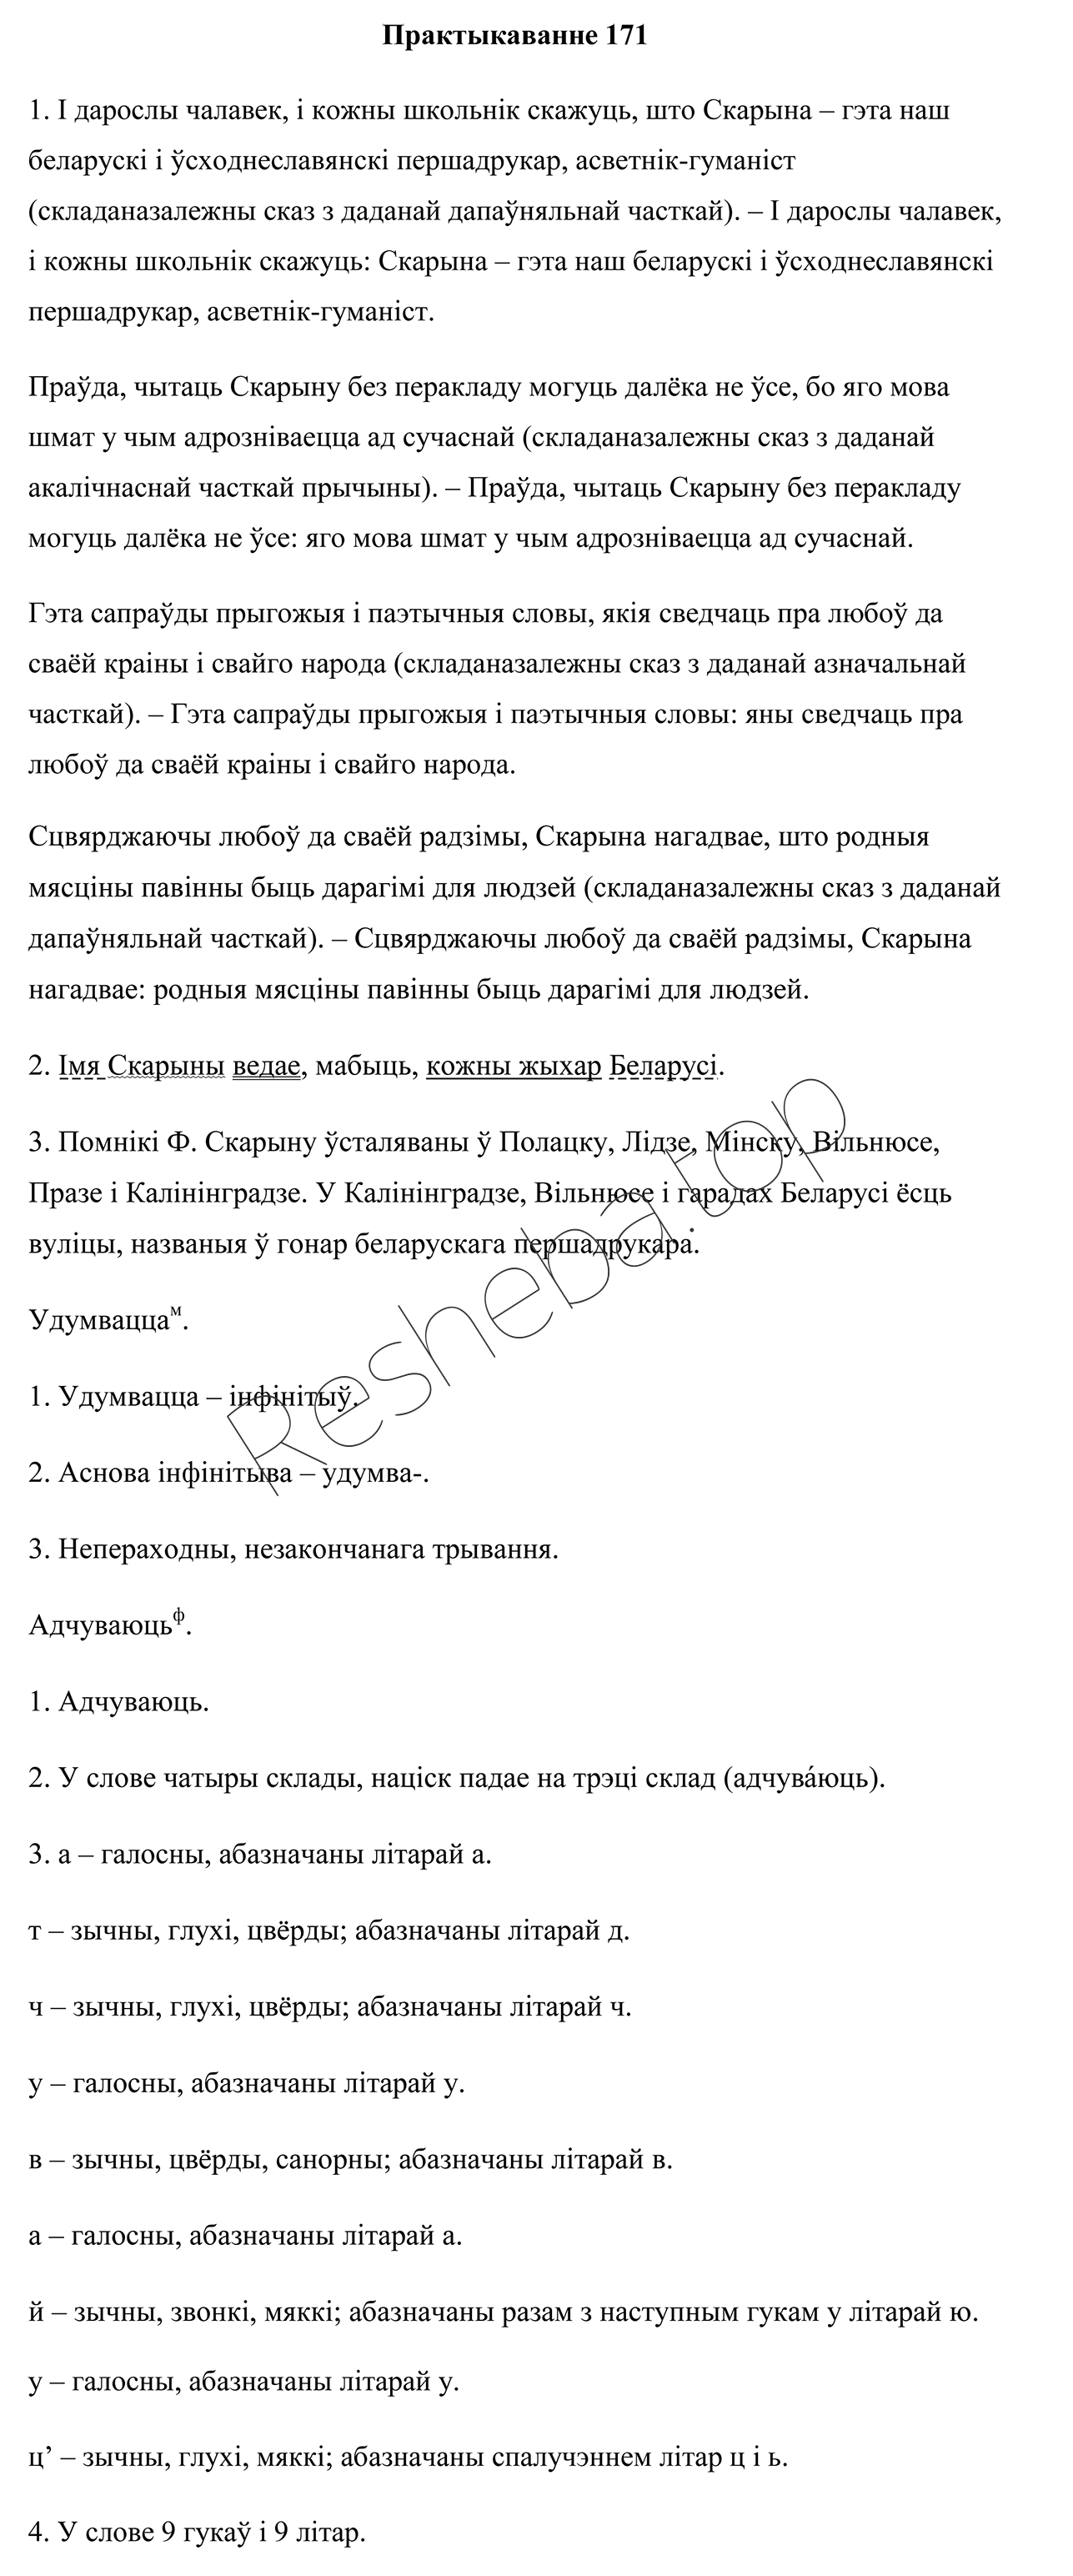 Практыкаванне 171
1. І дарослы чалавек, і кожны школьнік скажуць, што Скарына – гэта наш
беларускі і ўсходнеславянскі першадрукар, асветнік-гуманіст
(складаназалежны сказ з даданай дапаўняльнай часткай). – І дарослы чалавек,
і кожны школьнік скажуць: Скарына – гэта наш беларускі і ўсходнеславянскі
першадрукар, асветнік-гуманіст.
Праўда, чытаць Скарыну без перакладу могуць далёка не ўсе, бо яго мова
шмат у чым адрозніваецца ад сучаснай (складаназалежны сказ з даданай
акалічнаснай часткай прычыны). – Праўда, чытаць Скарыну без перакладу
могуць далёка не ўсе: яго мова шмат у чым адрозніваецца ад сучаснай.
Гэта сапраўды прыгожыя і паэтычныя словы, якія сведчаць пра любоў да
сваёй краіны і свайго народа (складаназалежны сказ з даданай азначальнай
часткай). – Гэта сапраўды прыгожыя і паэтычныя словы: яны сведчаць пра
любоў да сваёй краіны і свайго народа.
Сцвярджаючы любоў да сваёй радзімы, Скарына нагадвае, што родныя
мясціны павінны быць дарагімі для людзей (складаназалежны сказ з даданай
дапаўняльнай часткай). – Сцвярджаючы любоў да сваёй радзімы, Скарына
нагадвае: родныя мясціны павінны быць дарагімі для людзей.
2. Імя Скарыны ведае, мабыць, кожны жыхар Беларусі.
3. Помнікі Ф. Скарыну ўсталяваны ў Полацку, Лідзе, Мінску, Вільнюсе,
Празе і Калінінградзе. У Калінінградзе, Вільнюсе і гарадах Беларусі ёсць
вуліцы, названыя ў гонар беларускага першадрукара.
Удумваццаᵐ.
1. Удумвацца – інфінітыў.
2. Аснова інфінітыва – удумва-.
3. Непераходны, незакончанага трывання.
Адчуваюцьф.
1. Адчуваюць.
2. У слове чатыры склады, націск падае на трэці склад (адчува́юць).
3. а – галосны, абазначаны літарай а.
т – зычны, глухі, цвёрды; абазначаны літарай д.
ч – зычны, глухі, цвёрды; абазначаны літарай ч.
у – галосны, абазначаны літарай у.
в – зычны, цвёрды, санорны; абазначаны літарай в.
а – галосны, абазначаны літарай а.
й – зычны, звонкі, мяккі; абазначаны разам з наступным гукам у літарай ю.
у – галосны, абазначаны літарай у.
ц’ – зычны, глухі, мяккі; абазначаны спалучэннем літар ц і ь.
4. У слове 9 гукаў і 9 літар.
Resheba.top